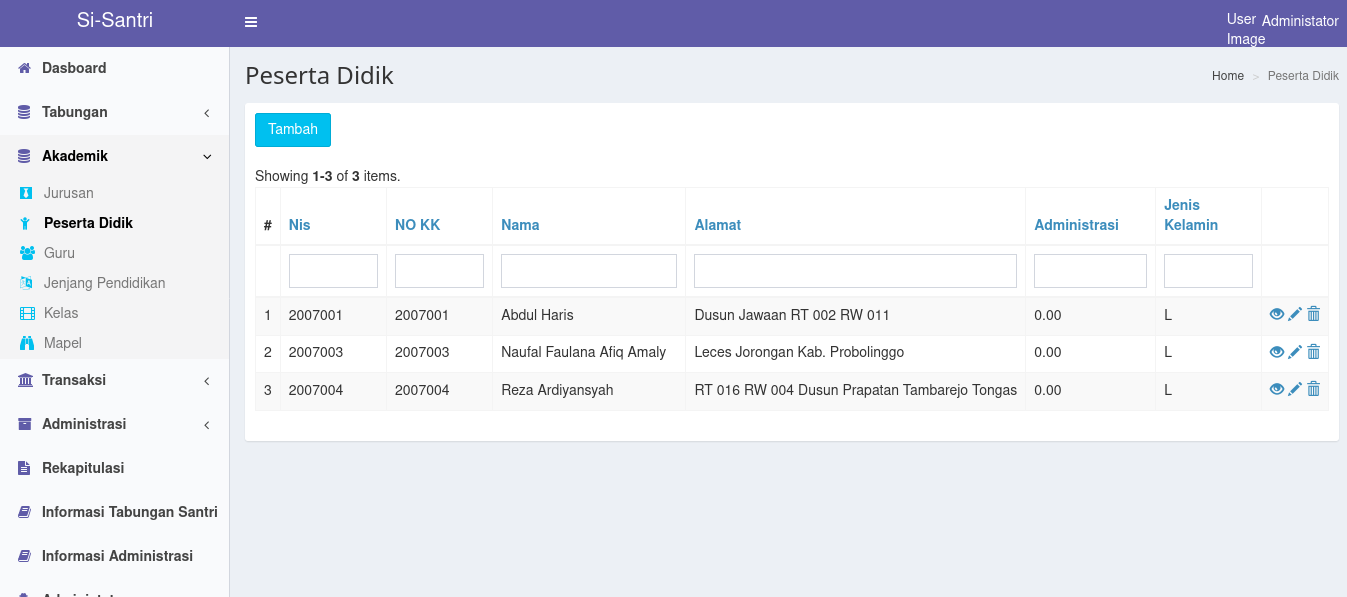 Si-Santri
User Image
Administator
Dasboard
Tabungan
Akademik
Jurusan
Peserta Didik
Guru
Jenjang Pendidikan
Kelas
Mapel
Transaksi
Administrasi
Rekapitulasi
Informasi Tabungan Santri
Informasi Administrasi
Peserta Didik
Home > Peserta Didik
Tambah
Showing 1-3 of 3 items.
# Nis NO KK Nama Alamat Administrasi Jenis Kelamin
1 2007001 2007001 Abdul Haris Dusun Jawaan RT 002 RW 011 0.00 L
2 2007003 2007003 Naufal Faulana Afiq Amaly Leces Jorongan Kab. Probolinggo 0.00 L
3 2007004 2007004 Reza Ardiyansyah RT 016 RW 004 Dusun Prapatan Tambarejo Tongas 0.00 L